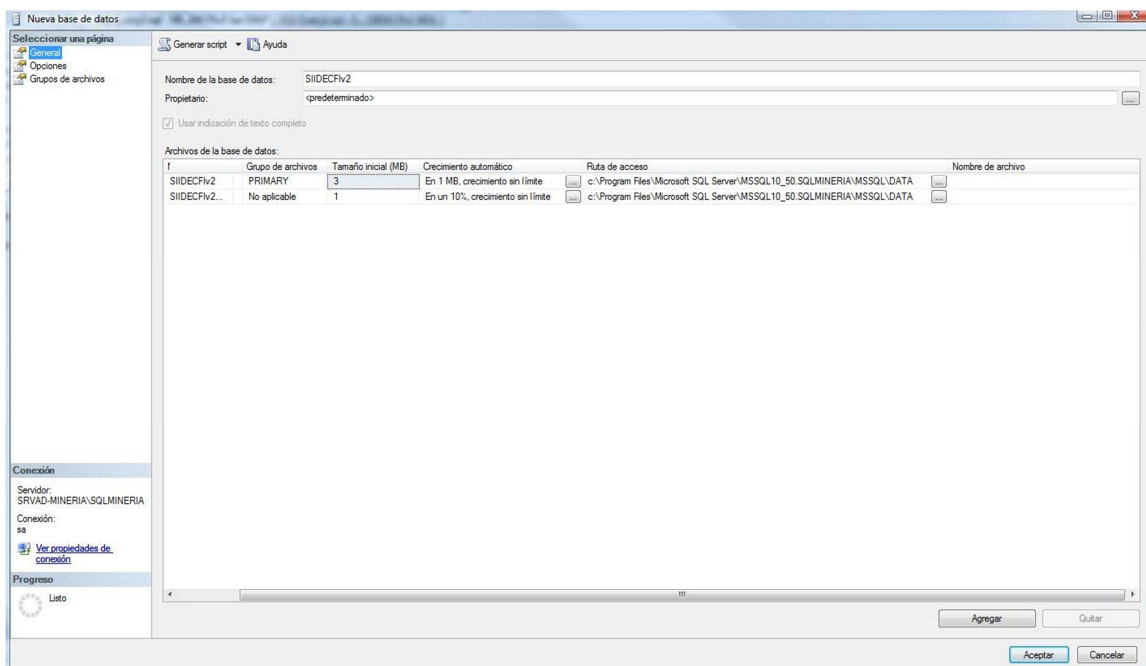 Nueva base de datos
Seleccionar una página
General
Opciones
Grupos de archivos
Generar script Ayuda
Nombre de la base de datos: SIIDECFIv2
Propietario: <predeterminado> ...
Usar indización de texto completo
Archivos de la base de datos:
Grupo de archivos Tamaño inicial (MB) Crecimiento automático Ruta de acceso Nombre de archivo
SIIDECFIv2 PRIMARY 3 En 1 MB, crecimiento sin límite ... c:\Program Files\Microsoft SQL Server\MSSQL10_50.SQLMINERIA\MSSQL\DATA ...
SIIDECFIv2... No aplicable 1 En un 10%, crecimiento sin límite ... c:\Program Files\Microsoft SQL Server\MSSQL10_50.SQLMINERIA\MSSQL\DATA ...
Conexión
Servidor:
SRVAD-MINERIA\SQLMINERIA
Conexión:
sa
Ver propiedades de
conexión
Progreso
Listo
Agregar Quitar
Aceptar Cancelar